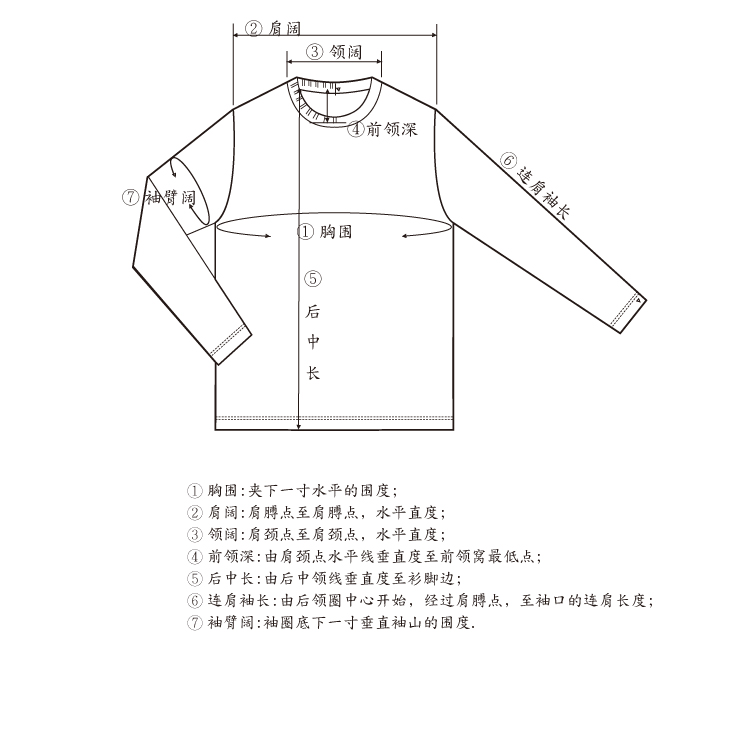 ② 肩阔
③ 领阔
④前领深
⑥ 连肩袖长
⑦ 袖臂阔
① 胸围
⑤
后
中
长
① 胸围:夹下一寸水平的围度;
② 肩阔:肩膊点至肩膊点，水平直度;
③ 领阔:肩颈点至肩颈点，水平直度;
④ 前领深:由肩颈点水平线垂直度至前领窝最低点;
⑤ 后中长:由后中领线垂直度至衫脚边;
⑥ 连肩袖长:由后领圈中心开始，经过肩膊点，至袖口的连肩长度;
⑦ 袖臂阔:袖圈底下一寸垂直袖山的围度.